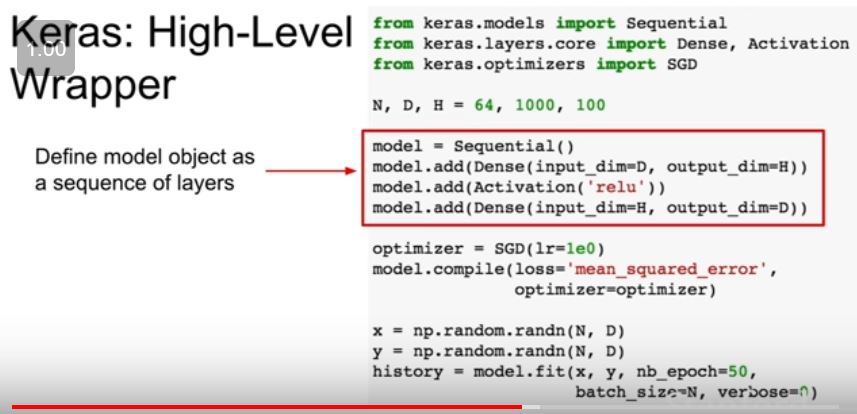 Keras: High-Level
Wrapper
1.00
Define model object as
a sequence of layers
from keras.models import Sequential
from keras.layers.core import Dense, Activation
from keras.optimizers import SGD
N, D, H = 64, 1000, 100
model = Sequential()
model.add(Dense(input_dim=D, output_dim=H))
model.add(Activation('relu'))
model.add(Dense(input_dim=H, output_dim=D))
optimizer = SGD(lr=1e0)
model.compile(loss='mean_squared_error',
optimizer=optimizer)
x = np.random.randn(N, D)
y = np.random.randn(N, D)
history = model.fit(x, y, nb_epoch=50,
batch_size=N, verbose=0)